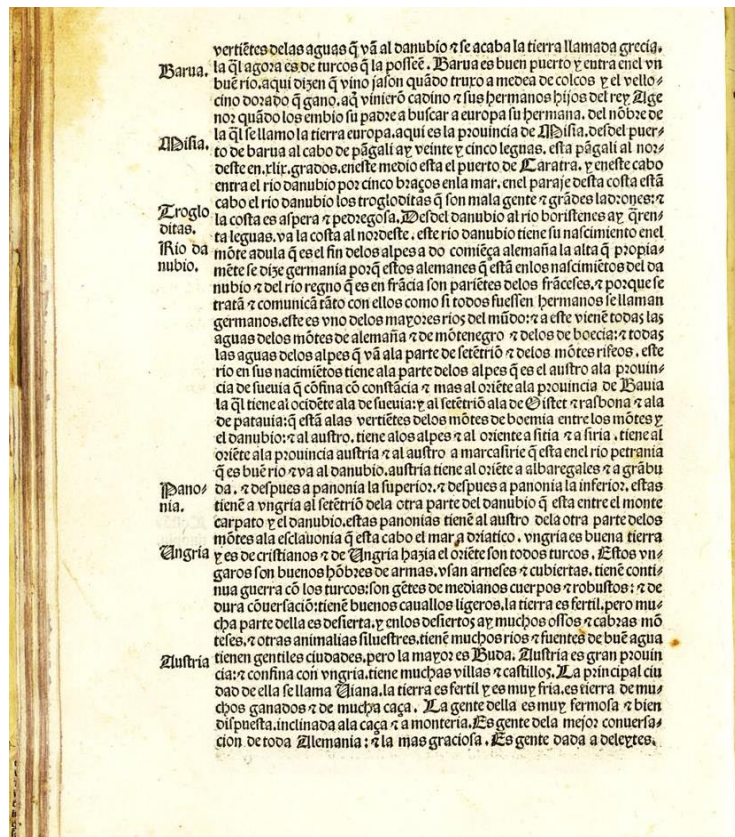 vertiẽtes delas aguas q̃ vã al danubio ⁊ se acaba la tierra llamada grecia.
la q̃l agora es de turcos q̃ la posseẽ. Barua es buen puerto y entra enel vn
Barua.
buẽ rio. aqui dizen q̃ vino jason quãdo truxo a medea de colcos y el vello-
cino dorado q̃ gano. aq̃ vinierõ cadino ⁊ sus hermanos hijos del rey Age
nor quãdo los embio su padre a buscar a europa su hermana. del nõbre de
la q̃l se llamo la tierra europa. aqui es la prouincia de Misia. desdel puer-
Misia.
to de barua al cabo de pãgali ay veinte y cinco leguas. esta pãgali al nor-
deste en. xlix. grados. eneste medio esta el puerto de Caratra. y eneste cabo
entra el rio danubio por cinco braços enla mar. enel paraje desta costa estã
cabo el rio danubio los trogloditas q̃ son mala gente ⁊ grãdes ladrones: ⁊
Troglo
ditas.
la costa es aspera ⁊ pedregosa. Desdel danubio al rio boristenes ay q̃ren-
ta leguas. va la costa al nordeste. este rio danubio tiene su nascimiento enel
Rio da
nubio.
mõte adula q̃ es el fin delos alpes a do comiẽça alemaña la alta q̃ propia-
mẽte se dize germania porq̃ estos alemanes q̃ estã enlos nascimiẽtos del da
nubio ⁊ del rio regno q̃ es en frãcia son pariẽtes delos frãceses. ⁊ porque se
tratã ⁊ comunicã tãto con ellos como si todos fuessen hermanos se llaman
germanos. este es vno delos mayores rios del mũdo: ⁊ a este vienẽ todas las
aguas delos mõtes de alemaña ⁊ de mõtenegro ⁊ delos de boecia: ⁊ todas
las aguas delos alpes q̃ vã ala parte de setẽtriõ ⁊ delos mõtes rifeos. este
rio en sus nacimiẽtos tiene ala parte delos alpes q̃ es el austro ala prouin-
cia de sueuia q̃ cõfina cõ constãcia ⁊ mas al oriẽte ala prouincia de Bauia
la q̃l tiene al ocidẽte ala de sueuia: y al setẽtriõ ala de Gistet ⁊ rasbona ⁊ ala
de patauia: q̃ estã alas vertiẽtes delos mõtes de boemia entre los mõtes y
el danubio: ⁊ al austro. tiene alos alpes ⁊ al oriente a sitia ⁊ a siria. tiene al
oriẽte ala prouincia austria ⁊ al austro a marcasirie q̃ esta enel rio petrania
q̃ es buẽ rio ⁊ va al danubio. austria tiene al oriẽte a albaregales ⁊ a grãbu
da. ⁊ despues a panonia la superior. ⁊ despues a panonia la inferior. estas
Pano-
nia.
tienẽ a vngria al setẽtriõ dela otra parte del danubio q̃ esta entre el monte
carpato y el danubio. estas panonias tienẽ al austro dela otra parte delos
mõtes ala esclauonia q̃ esta cabo el mar a driatico. vngria es buena tierra
y es de cristianos ⁊ de Ungria hazia el oriẽte son todos turcos. Estos vn-
Ungria
garos son buenos hõbres de armas. vsan arneses ⁊ cubiertas. tienẽ conti-
nua guerra cõ los turcos: son gẽtes de medianos cuerpos ⁊ robustos: ⁊ de
dura cõuersaciõ: tienẽ buenos cauallos ligeros. la tierra es fertil. pero mu-
cha parte della es desierta. y enlos desiertos ay muchos ossos ⁊ cabras mõ
teses. ⁊ otras animalias siluestres. tienẽ muchos rios ⁊ fuentes de buẽ agua
tienen gentiles ciudades. pero la mayor es Buda. Austria es gran prouin
Austria
cia: ⁊ confina con vngria. tiene muchas villas ⁊ castillos. La principal ciu
dad de ella se llama Uiana. la tierra es fertil y es muy fria. es tierra de mu-
chos ganados ⁊ de mucha caça. La gente della es muy fermosa ⁊ bien
dispuesta. inclinada ala caça ⁊ a monteria. Es gente dela mejor conuersa-
cion de toda Alemania: ⁊ la mas graciosa. Es gente dada a deleytes.